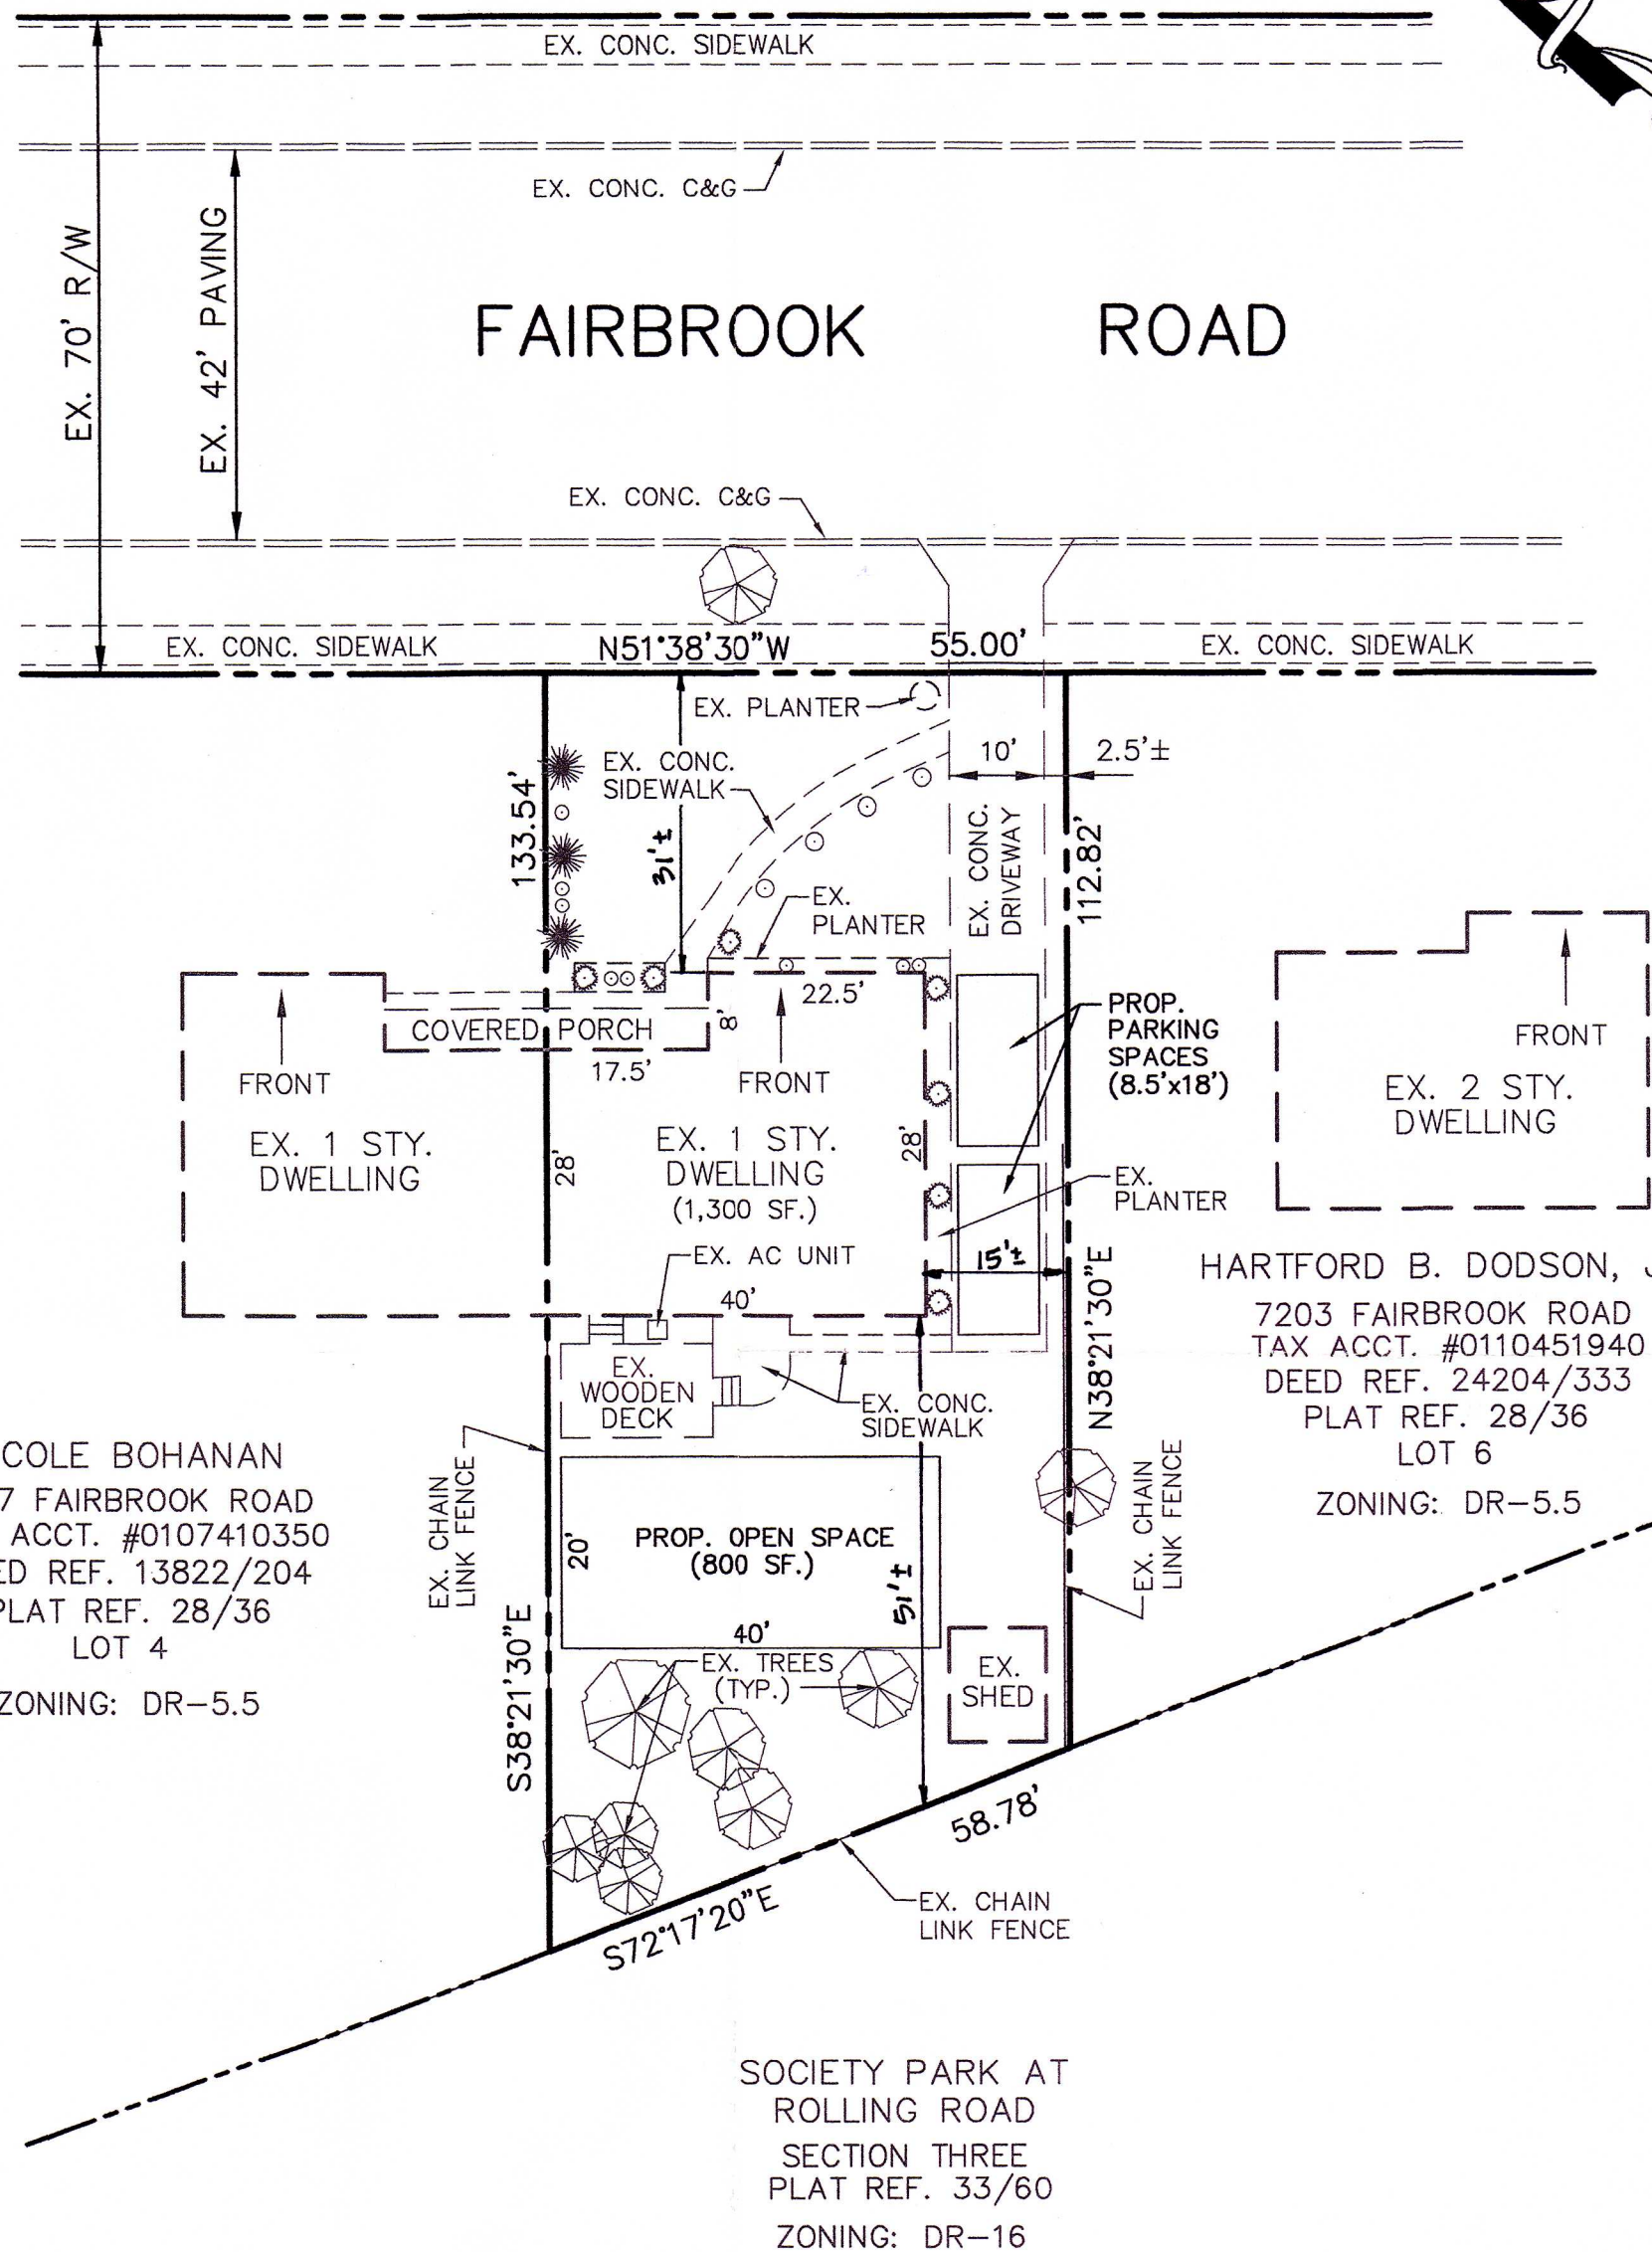 EX. CONC. SIDEWALK
EX. CONC. C&G
EX. 70' R/W
EX. 42' PAVING
FAIRBROOK ROAD
EX. CONC. C&G
EX. CONC. SIDEWALK
N51°38'30"W
55.00'
EX. CONC. SIDEWALK
EX. PLANTER
EX. CONC.
SIDEWALK
10'
2.5'±
133.54'
31'±
EX. CONC.
DRIVEWAY
112.82'
EX.
PLANTER
22.5'
COVERED PORCH
8'
17.5'
FRONT
FRONT
PROP.
PARKING
SPACES
(8.5'x18')
FRONT
EX. 1 STY.
DWELLING
28'
EX. 1 STY.
DWELLING
(1,300 SF.)
28'
EX. 2 STY.
DWELLING
EX.
PLANTER
EX. AC UNIT
15'±
40'
N38°21'30"E
HARTFORD B. DODSON,
7203 FAIRBROOK ROAD
TAX ACCT. #0110451940
DEED REF. 24204/333
PLAT REF. 28/36
LOT 6
ZONING: DR-5.5
EX.
WOODEN
DECK
EX. CONC.
SIDEWALK
COLE BOHANAN
7 FAIRBROOK ROAD
ACCT. #0107410350
ED REF. 13822/204
PLAT REF. 28/36
LOT 4
ZONING: DR-5.5
EX. CHAIN
LINK FENCE
20'
PROP. OPEN SPACE
(800 SF.)
51'±
40'
EX. CHAIN
LINK FENCE
S38°21'30"E
EX. TREES
(TYP.)
EX.
SHED
58.78'
S72°17'20"E
EX. CHAIN
LINK FENCE
SOCIETY PARK AT
ROLLING ROAD
SECTION THREE
PLAT REF. 33/60
ZONING: DR-16